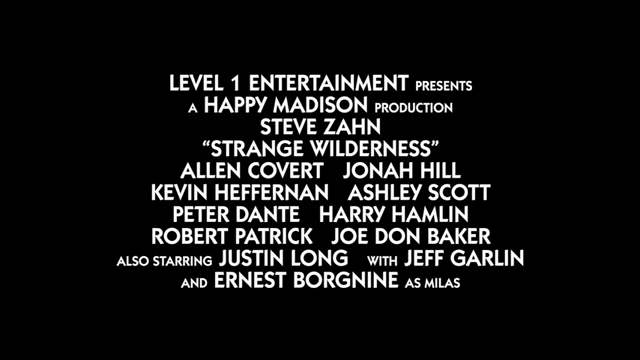 LEVEL 1 ENTERTAINMENT PRESENTS
A HAPPY MADISON PRODUCTION
STEVE ZAHN
“STRANGE WILDERNESS”
ALLEN COVERT JONAH HILL
KEVIN HEFFERNAN ASHLEY SCOTT
PETER DANTE HARRY HAMLIN
ROBERT PATRICK JOE DON BAKER
ALSO STARRING JUSTIN LONG WITH JEFF GARLIN
AND ERNEST BORGNINE AS MILAS